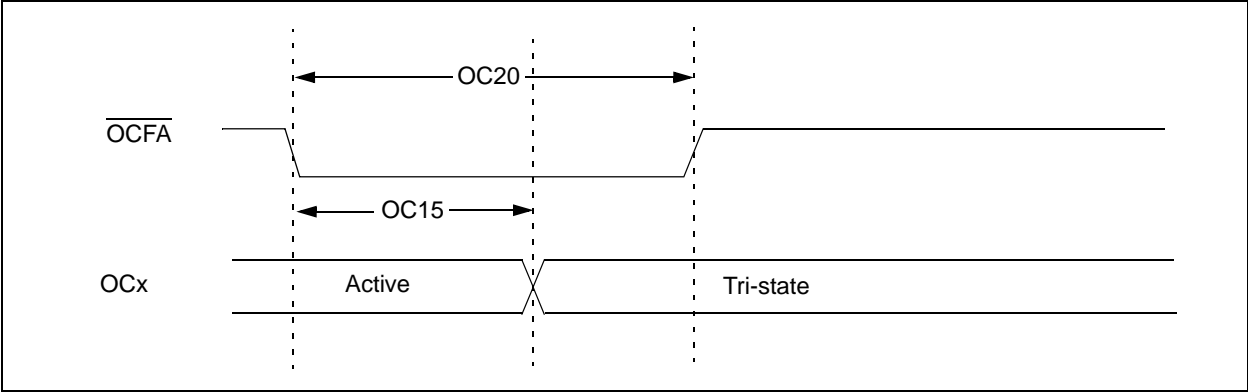 OC20
OCFA
OC15
OCx
Active
Tri-state